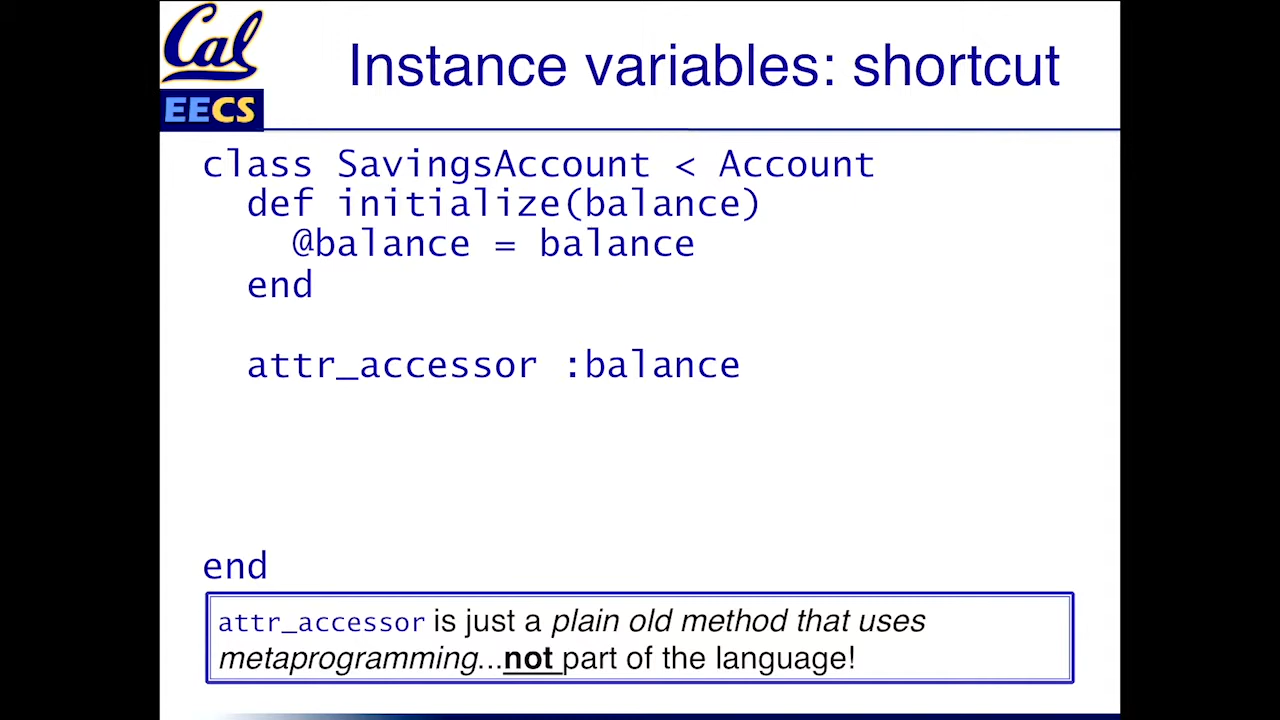 Cal
EECS
Instance variables: shortcut
class SavingsAccount < Account
  def initialize(balance)
    @balance = balance
  end
  attr_accessor :balance
end
attr_accessor is just a plain old method that uses
metaprogramming...not part of the language!